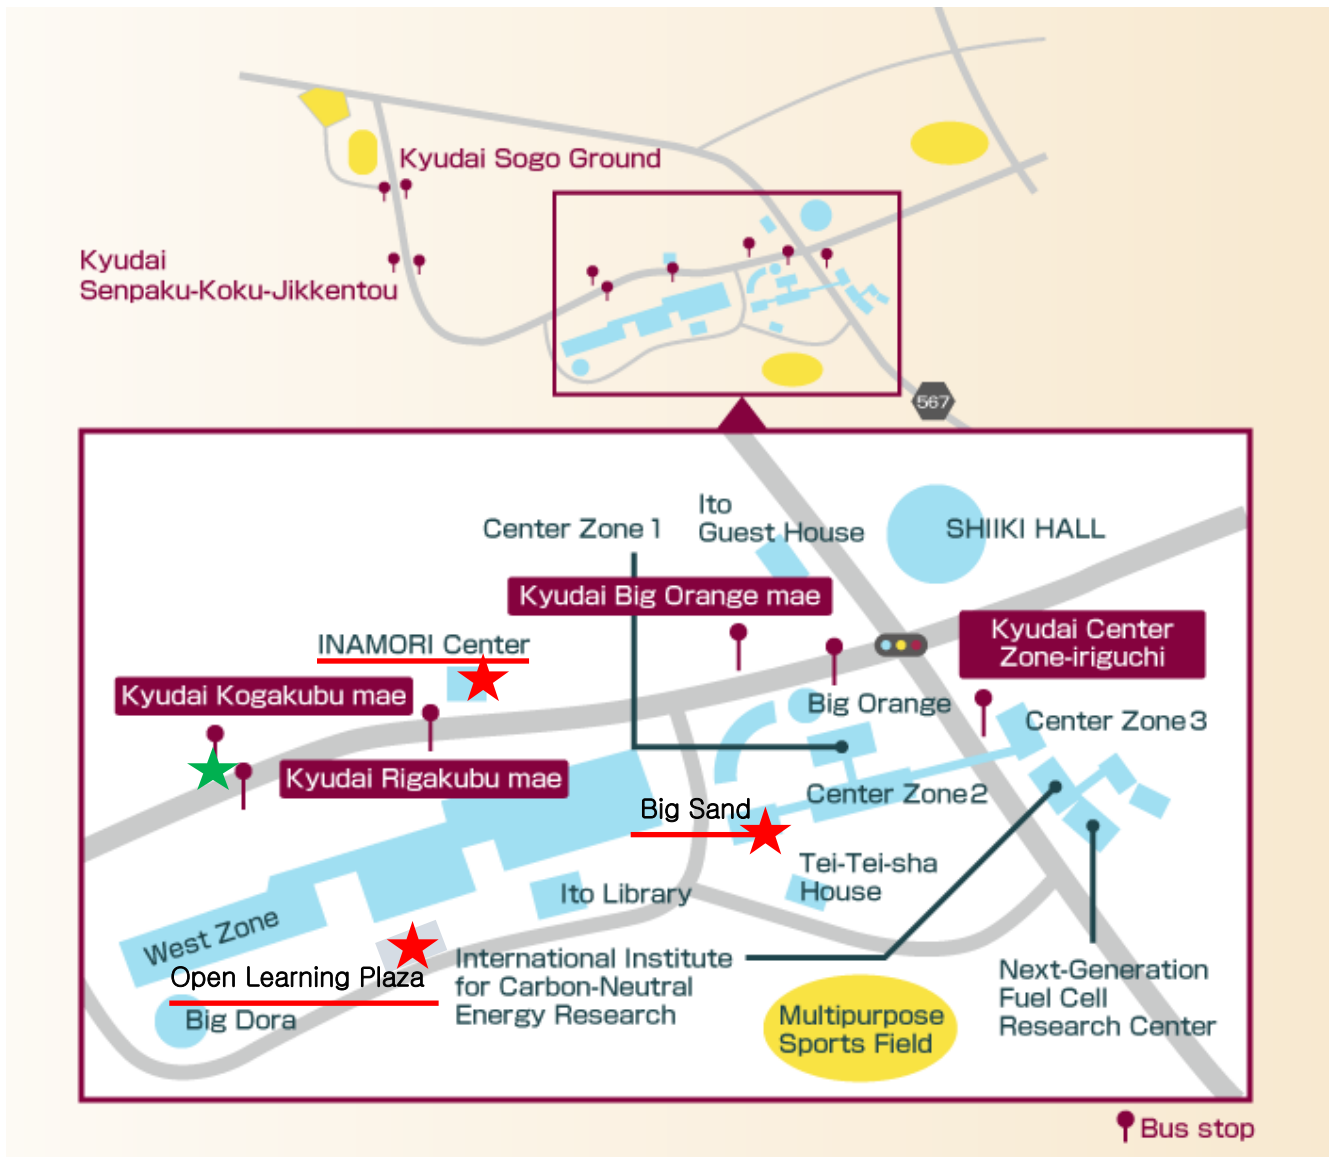 Kyudai Sogo Ground
Kyudai
Senpaku-Koku-Jikkentou
567
Ito
Guest House
Center Zone 1
SHIIKI HALL
Kyudai Big Orange mae
Kyudai Center
Zone-iriguchi
INAMORI Center
Kyudai Kogakubu mae
Big Orange
Center Zone 3
Kyudai Rigakubu mae
Center Zone 2
Big Sand
Tei-Tei-sha
House
Ito Library
West Zone
International Institute
for Carbon-Neutral
Energy Research
Open Learning Plaza
Big Dora
Next-Generation
Fuel Cell
Research Center
Multipurpose
Sports Field
Bus stop